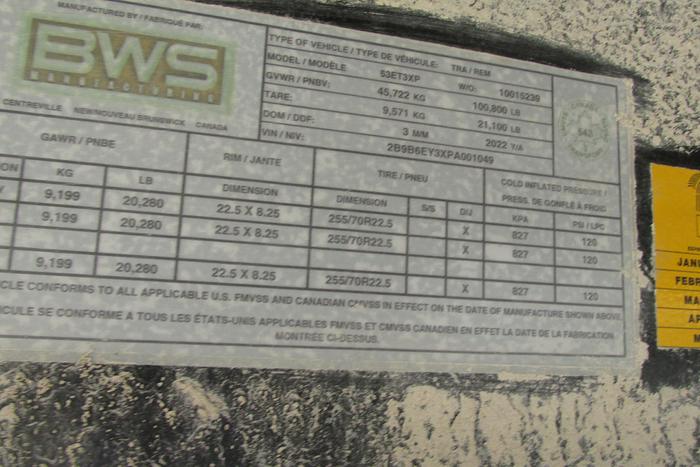 MANUFACTURED BY / FABRIQUÉ PAR:
BWS
MANUFACTURING
CENTREVILLE NEW/NOUVEAU BRUNSWICK CANADA
TYPE OF VEHICLE / TYPE DE VÉHICULE: TRA / REM
MODEL / MODÈLE 53ET3XP W/O: 10015239
GVWR / PNBV: 45,722 KG 100,800 LB
TARE: 9,571 KG 21,100 LB
DOM / DDF: 3 M/M 2022 Y/A
VIN / NIV: 2B9B6EY3XPA001049
GAWR / PNBE RIM / JANTE TIRE / PNEU COLD INFLATED PRESSURE /
PRESS. DE GONFLÉ À FROID
ION KG LB DIMENSION DIMENSION S/S D/J KPA PSI / LPC
9,199 20,280 22.5 X 8.25 255/70R22.5 X 827 120
9,199 20,280 22.5 X 8.25 255/70R22.5 X 827 120
9,199 20,280 22.5 X 8.25 255/70R22.5 X 827 120
CLE CONFORMS TO ALL APPLICABLE U.S. FMVSS AND CANADIAN CMVSS IN EFFECT ON THE DATE OF MANUFACTURE SHOWN ABOVE
ICULE SE CONFORME A TOUS LES ÉTATS-UNIS APPLICABLES FMVSS ET CMVSS CANADIEN EN EFFET LA DATE DE LA FABRICATION
MONTRÉE CI-DESSUS.
JANU
FEBR
MA
AP
M